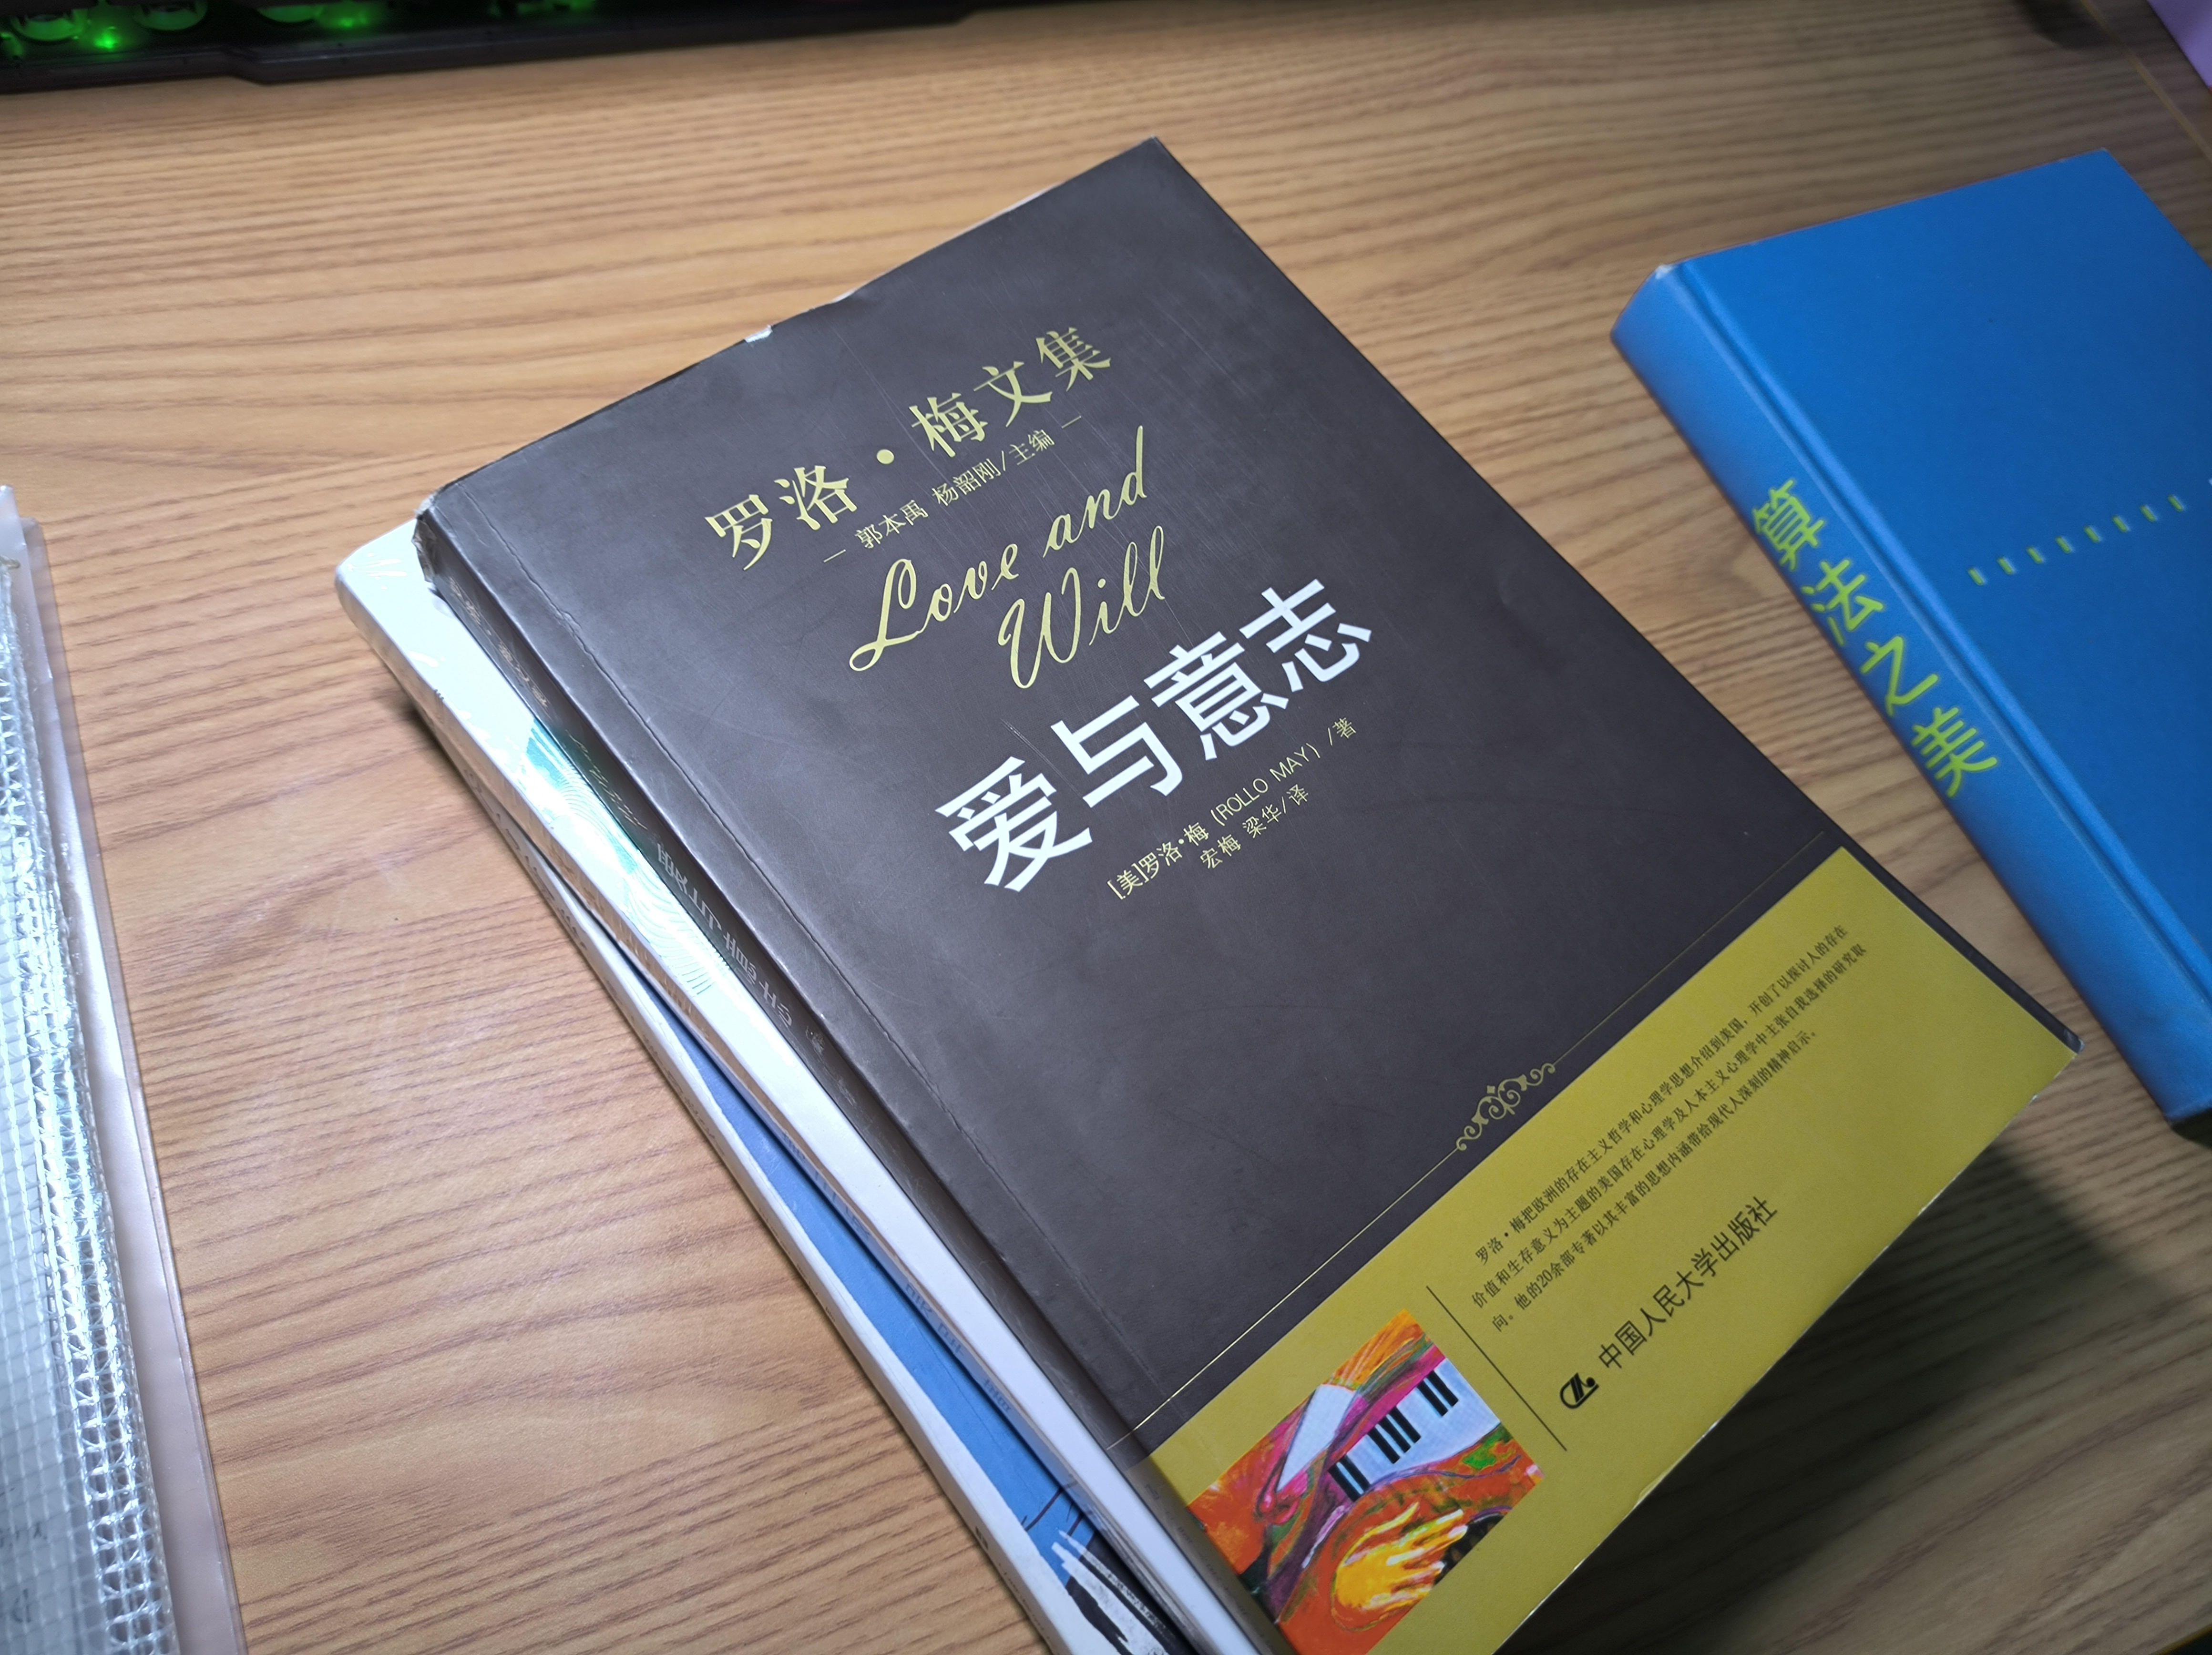 罗洛·梅文集
郭本禹 杨韶刚/主编
Love and
Will
爱与意志
[美]罗洛·梅 (ROLLO MAY) /著
宏梅 梁华/译
罗洛·梅把欧洲的存在主义哲学和心理学思想介绍到美国，开创了以探讨人的存在
价值和生存意义为主题的美国存在心理学及人本主义心理学中主张自我选择的研究取
向。他的20余部专著以其丰富的思想内涵带给现代人深刻的精神启示。
中国人民大学出版社
算法之美